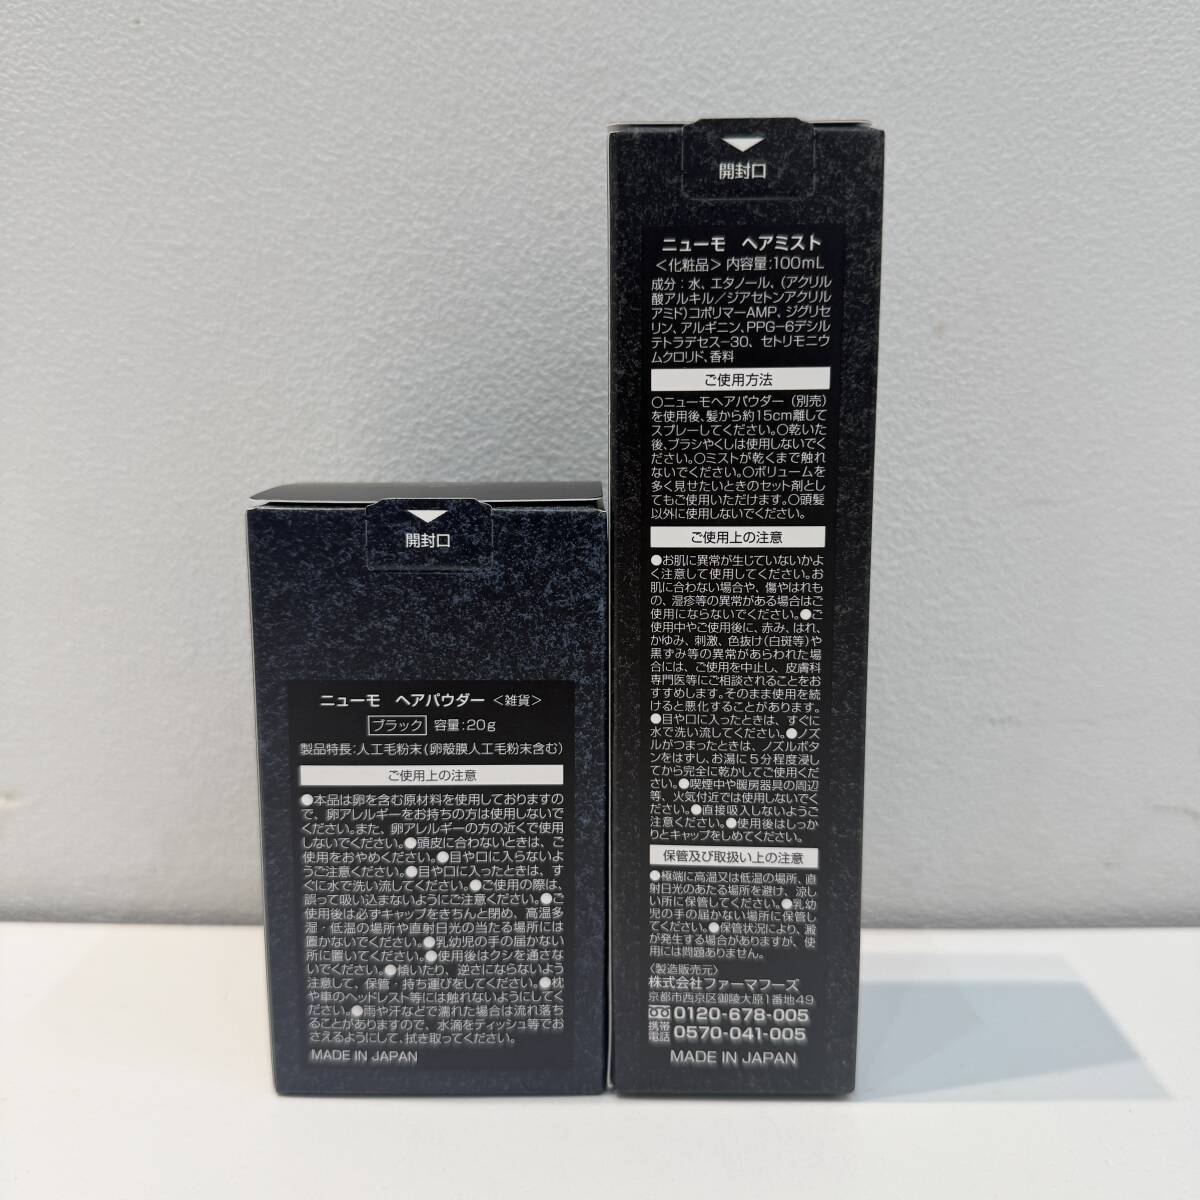 開封口
ニューモ ヘアパウダー <雑貨>
ブラック 容量:20g
製品特長:人工毛粉末(卵殻膜人工毛粉末含む)
ご使用上の注意
●本品は卵を含む原材料を使用しておりますの
で、卵アレルギーをお持ちの方は使用しないで
ください。また、卵アレルギーの方の近くで使用
しないでください。●頭皮に合わないときは、ご
使用をおやめください。●目や口に入らないよ
うご注意ください。●目や口に入ったときは、す
ぐに水で洗い流してください。●ご使用の際は、
誤って吸い込まないようにご注意ください。●ご
使用後は必ずキャップをきちんと閉め、高温多
湿・低温の場所や直射日光の当たる場所には
置かないでください。●乳幼児の手の届かない
所に置いてください。●使用後はクシを通さな
いでください。●傾いたり、逆さにならないよう
注意して、保管・持ち運びをしてください。●枕
や車のヘッドレスト等には触れないようにしてく
ださい。●雨や汗などで濡れた場合は流れ落ち
ることがありますので、水滴をティッシュ等でお
さえるようにして、拭き取ってください。
MADE IN JAPAN
開封口
ニューモ ヘアミスト
<化粧品> 内容量:100mL
成分:水、エタノール、(アクリル
酸アルキル/ジアセトンアクリル
アミド)コポリマーAMP、ジグリセ
リン、アルギニン、PPG-6デシル
テトラデセス-30、セトリモニウ
ムクロリド、香料
ご使用方法
○ニューモヘアパウダー(別売)
を使用後、髪から約15cm離して
スプレーしてください。○乾いた
後、ブラシやくしは使用しないでく
ださい。○ミストが乾くまで触れ
ないでください。○ボリュームを
多く見せたいときのセット剤とし
てもご使用いただけます。○頭髪
以外に使用しないでください。
ご使用上の注意
●お肌に異常が生じていないかよ
く注意して使用してください。お
肌に合わない場合や、傷やはれも
の、湿疹等の異常がある場合はご
使用にならないでください。●ご
使用中やご使用後に、赤み、はれ、
かゆみ、刺激、色抜け(白斑等)や
黒ずみ等の異常があらわれた場
合には、ご使用を中止し、皮膚科
専門医等にご相談されることをお
すすめします。そのまま使用を続
けると悪化することがあります。
●目や口に入ったときは、すぐに
水で洗い流してください。●ノズ
ルがつまったときは、ノズルボタ
ンをはずし、お湯に5分程度浸し
てから完全に乾かしてご使用くだ
さい。●喫煙中や暖房器具の周辺
等、火気付近では使用しないでく
ださい。●直接吸入しないようご
注意ください。●使用後はしっか
りとキャップをしめてください。
保管及び取扱い上の注意
●極端に高温又は低温の場所、直
射日光のあたる場所を避け、涼し
い所に保管してください。●乳幼
児の手の届かない場所に保管し
てください。●保管状況により、澱
が発生する場合がありますが、使
用には問題ありません。
〈製造販売元〉
株式会社ファーマフーズ
京都市西京区御陵大原1番地49
0120-678-005
携帯電話 0570-041-005
MADE IN JAPAN